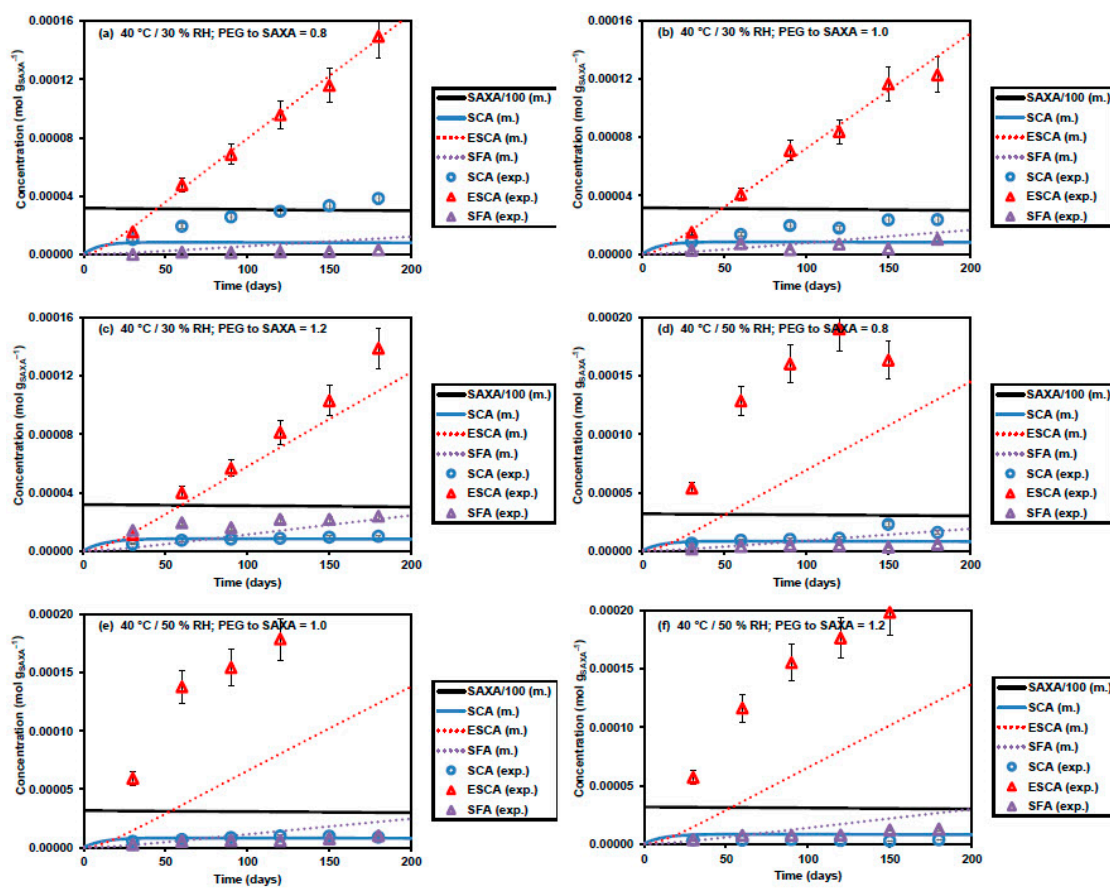 (a) 40 °C / 30 % RH; PEG to SAXA = 0.8
Concentration (mol gSAXA⁻¹)
0.00016
0.00012
0.00008
0.00004
0.00000
0 50 100 150 200
Time (days)
SAXA/100 (m.)
SCA (m.)
ESCA (m.)
SFA (m.)
SCA (exp.)
ESCA (exp.)
SFA (exp.)
(b) 40 °C / 30 % RH; PEG to SAXA = 1.0
Concentration (mol gSAXA⁻¹)
0.00016
0.00012
0.00008
0.00004
0.00000
0 50 100 150 200
Time (days)
SAXA/100 (m.)
SCA (m.)
ESCA (m.)
SFA (m.)
SCA (exp.)
ESCA (exp.)
SFA (exp.)
(c) 40 °C / 30 % RH; PEG to SAXA = 1.2
Concentration (mol gSAXA⁻¹)
0.00016
0.00012
0.00008
0.00004
0.00000
0 50 100 150 200
Time (days)
SAXA/100 (m.)
SCA (m.)
ESCA (m.)
SFA (m.)
SCA (exp.)
ESCA (exp.)
SFA (exp.)
(d) 40 °C / 50 % RH; PEG to SAXA = 0.8
Concentration (mol gSAXA⁻¹)
0.00020
0.00015
0.00010
0.00005
0.00000
0 50 100 150 200
Time (days)
SAXA/100 (m.)
SCA (m.)
ESCA (m.)
SFA (m.)
SCA (exp.)
ESCA (exp.)
SFA (exp.)
(e) 40 °C / 50 % RH; PEG to SAXA = 1.0
Concentration (mol gSAXA⁻¹)
0.00020
0.00015
0.00010
0.00005
0.00000
0 50 100 150 200
Time (days)
SAXA/100 (m.)
SCA (m.)
ESCA (m.)
SFA (m.)
SCA (exp.)
ESCA (exp.)
SFA (exp.)
(f) 40 °C / 50 % RH; PEG to SAXA = 1.2
Concentration (mol gSAXA⁻¹)
0.00020
0.00015
0.00010
0.00005
0.00000
0 50 100 150 200
Time (days)
SAXA/100 (m.)
SCA (m.)
ESCA (m.)
SFA (m.)
SCA (exp.)
ESCA (exp.)
SFA (exp.)